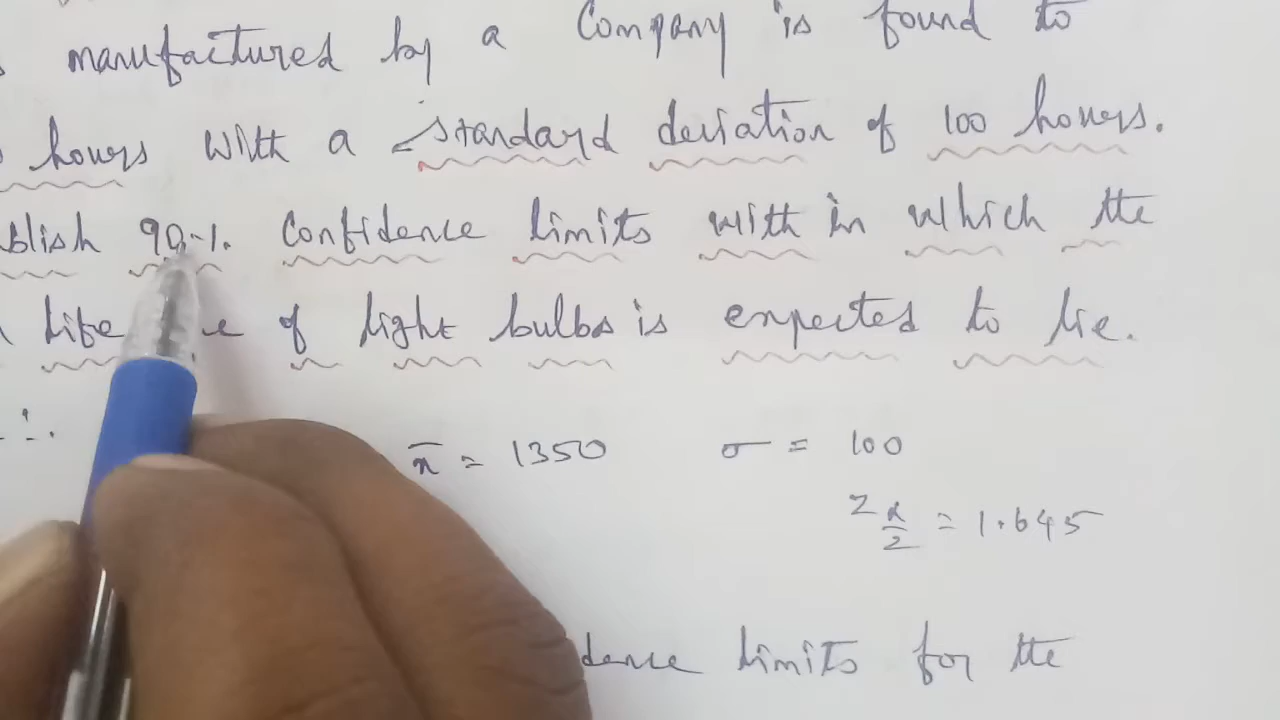 manufactured by a Company is found to
hours with a standard deviation of 100 hours.
blish 90%. Confidence limits with in which the
life of light bulbs is expected to lie.
∴
x̄ = 1350 σ = 100
Z α/2 = 1.645
dence limits for the